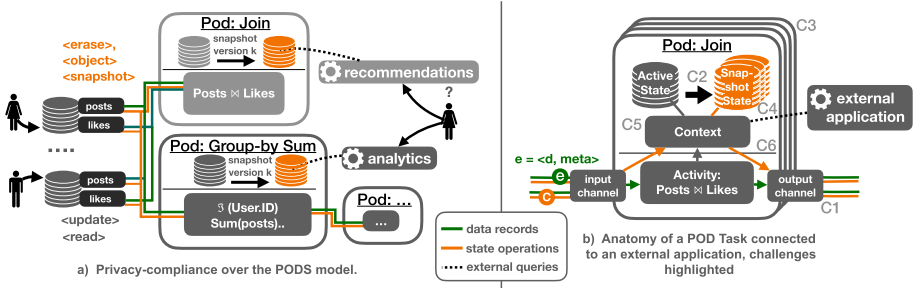 Pod: Join
<erase>,
<object>
<snapshot>
snapshot
version k
recommendations
Posts ⋈ Likes
posts
likes
?
....
Pod: Group-by Sum
snapshot
version k
analytics
posts
likes
<update>
<read>
ℑ (User.ID)
Sum(posts)..
Pod: ...
...
data records
state operations
external queries
a) Privacy-compliance over the PODS model.
C3
Pod: Join
Active
State
C2
Snap-
shot
State
C4
external
application
C5
Context
C6
e = <d, meta>
e
c
input
channel
Activity:
Posts ⋈ Likes
output
channel
C1
b) Anatomy of a POD Task connected
to an external application, challenges
highlighted